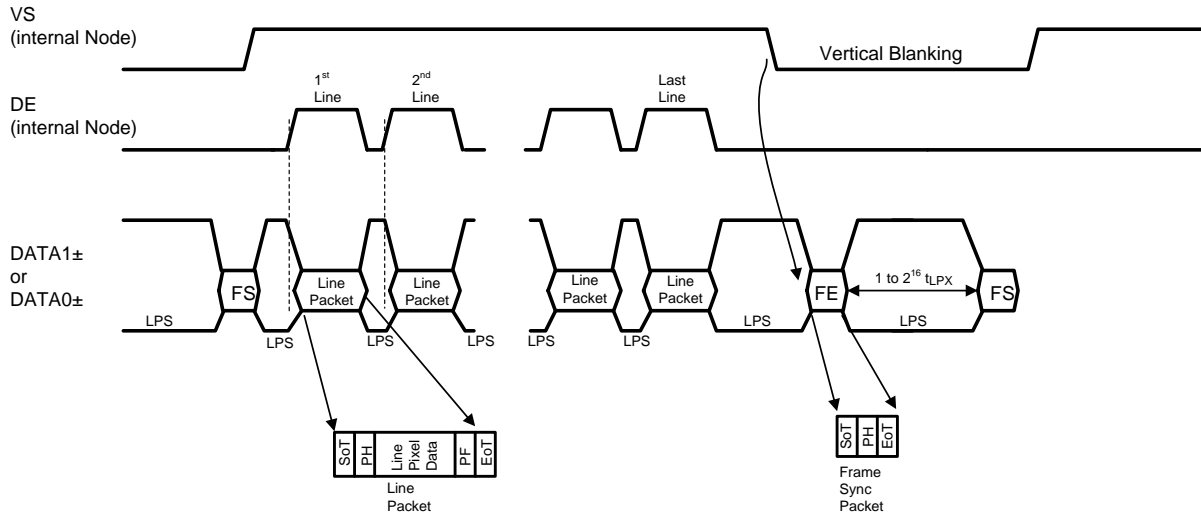 VS
(internal Node)
Vertical Blanking
1st
Line
2nd
Line
Last
Line
DE
(internal Node)
DATA1±
or
DATA0±
FS
Line
Packet
Line
Packet
Line
Packet
Line
Packet
FE
1 to 2^16 tLPX
FS
LPS
LPS
LPS
LPS
LPS
LPS
LPS
LPS
SoT
PH
Line
Pixel
Data
PF
EoT
Line
Packet
SoT
PH
EoT
Frame
Sync
Packet